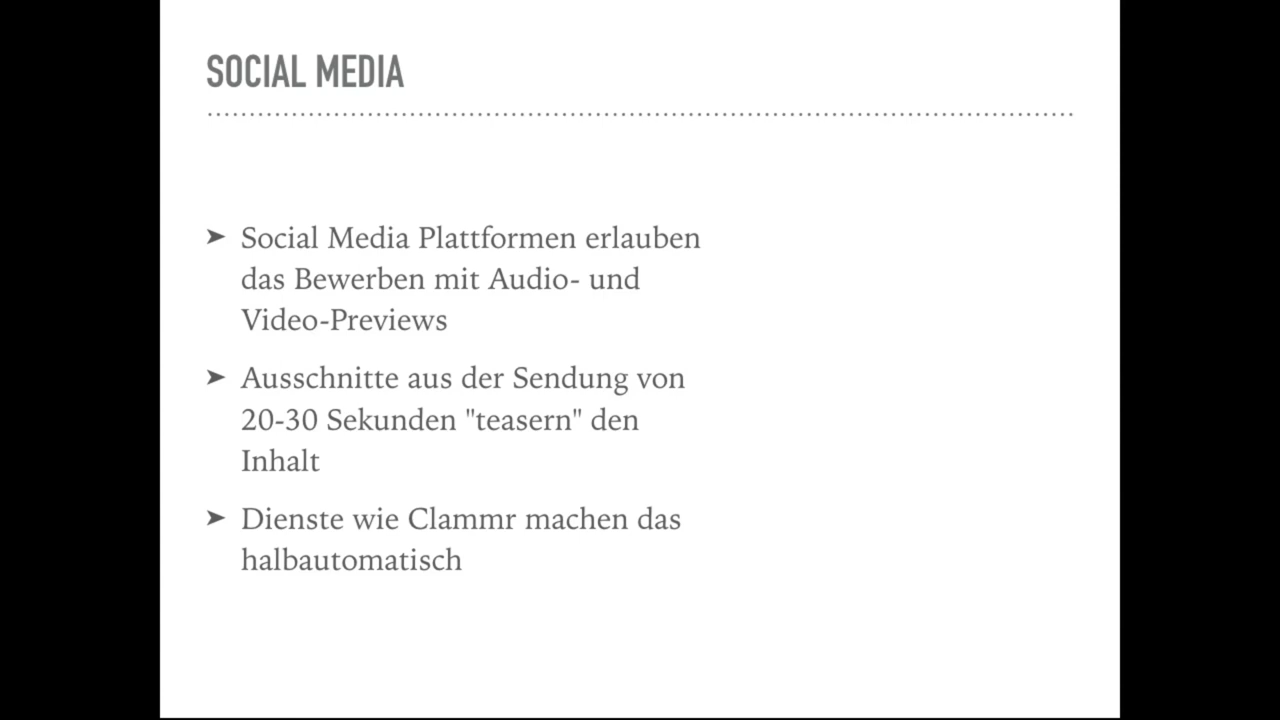 SOCIAL MEDIA
➤ Social Media Plattformen erlauben
das Bewerben mit Audio- und
Video-Previews
➤ Ausschnitte aus der Sendung von
20-30 Sekunden "teasern" den
Inhalt
➤ Dienste wie Clammr machen das
halbautomatisch